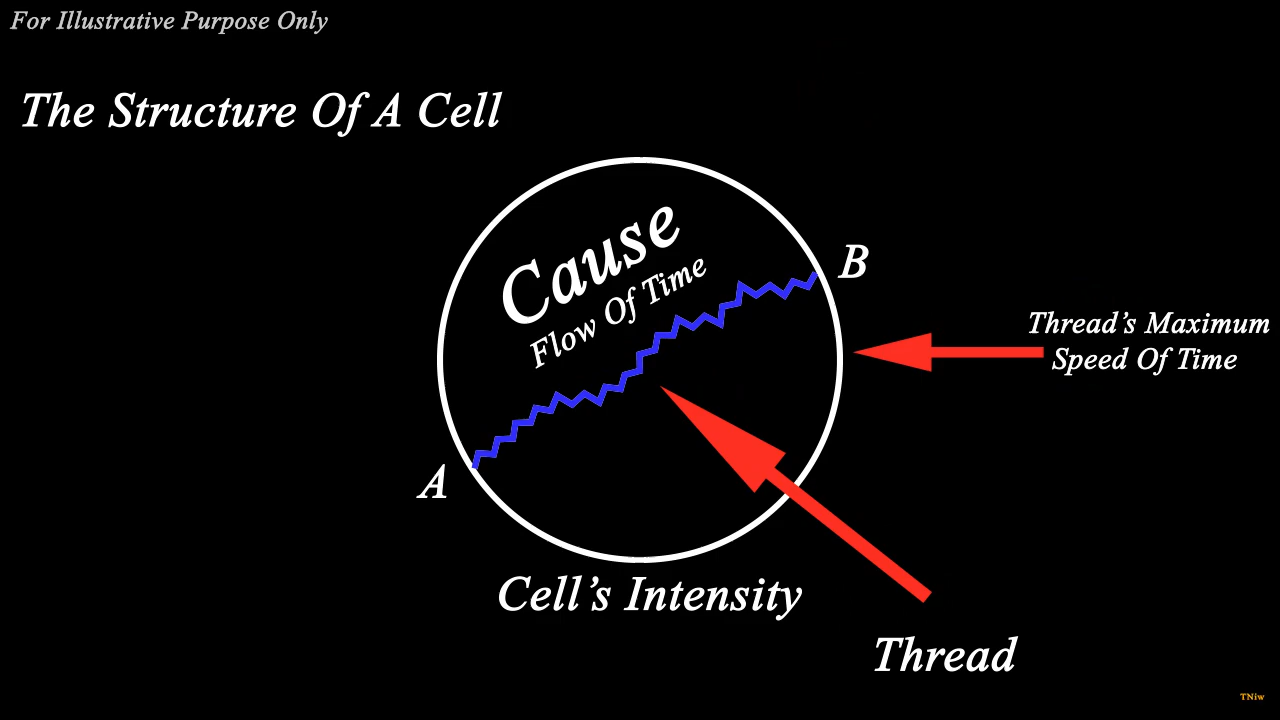 For Illustrative Purpose Only
The Structure Of A Cell
Cause
Flow Of Time
B
Thread's Maximum
Speed Of Time
A
Cell's Intensity
Thread
TNiw